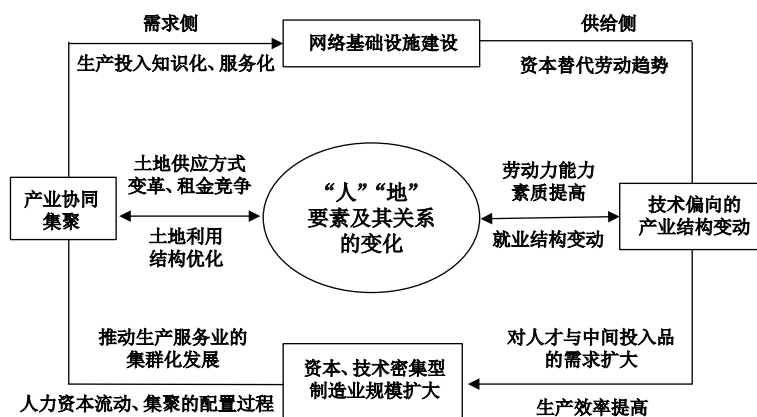 需求侧
供给侧
网络基础设施建设
生产投入知识化、服务化
资本替代劳动趋势
土地供应方式
变革、租金竞争
“人”“地”
要素及其关系
的变化
劳动力能力
素质提高
产业协同
集聚
技术偏向的
产业结构变动
土地利用
结构优化
就业结构变动
推动生产服务业的
集群化发展
对人才与中间投入品
的需求扩大
资本、技术密集型
制造业规模扩大
人力资本流动、集聚的配置过程
生产效率提高